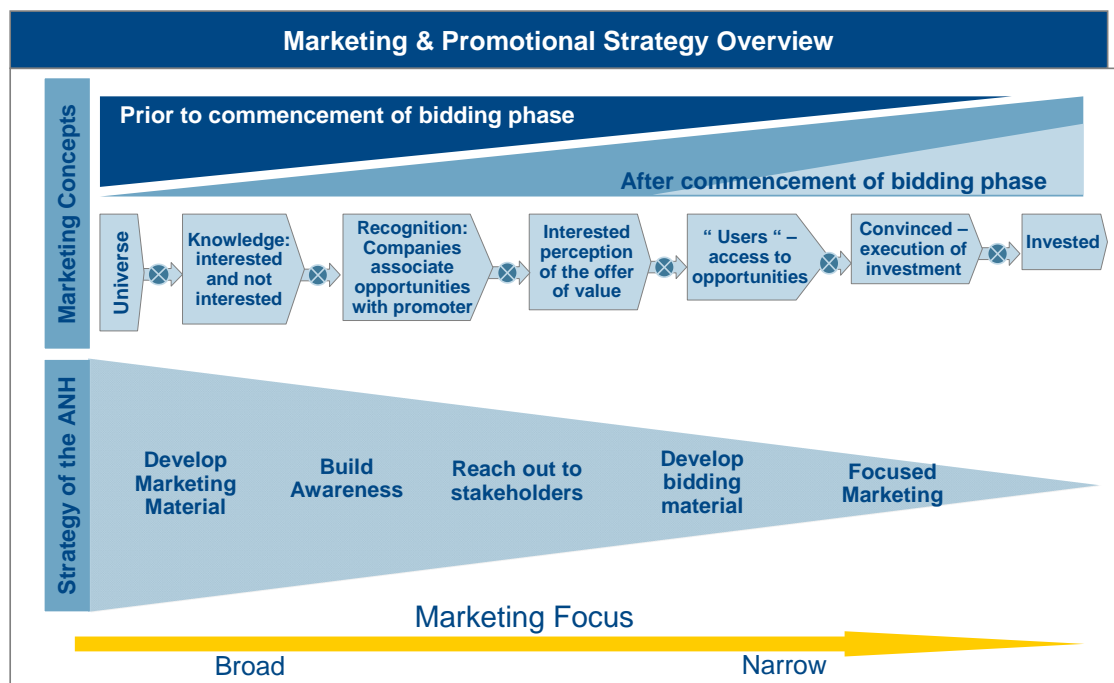 Marketing & Promotional Strategy Overview
Marketing Concepts
Prior to commencement of bidding phase
After commencement of bidding phase
Universe
Knowledge:
interested
and not
interested
Recognition:
Companies
associate
opportunities
with promoter
Interested
perception
of the offer
of value
“ Users “ –
access to
opportunities
Convinced –
execution of
investment
Invested
Strategy of the ANH
Develop
Marketing
Material
Build
Awareness
Reach out to
stakeholders
Develop
bidding
material
Focused
Marketing
Marketing Focus
Broad
Narrow